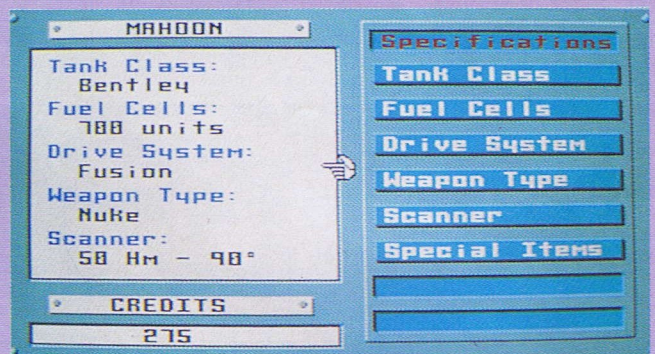 MAHOON
Tank Class:
Bentley
Fuel Cells:
700 units
Drive System:
Fusion
Weapon Type:
Nuke
Scanner:
50 Hm - 90°
CREDITS
275
Specifications
Tank Class
Fuel Cells
Drive System
Weapon Type
Scanner
Special Items